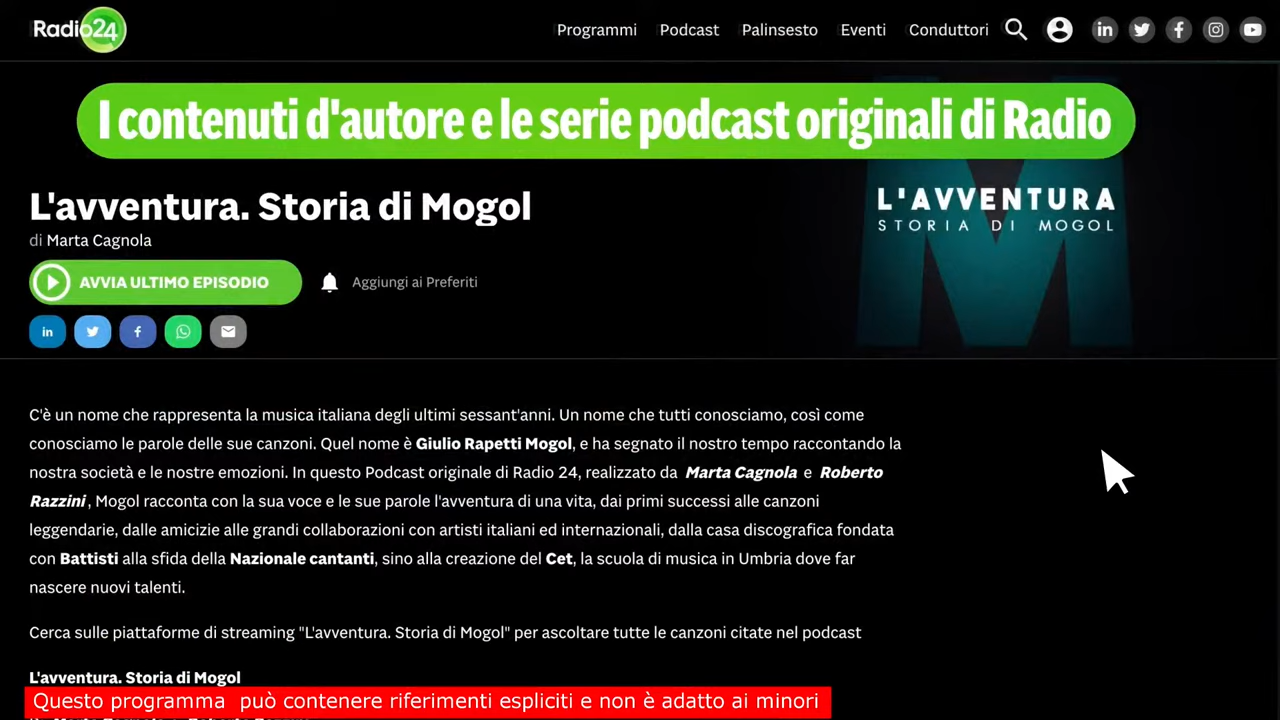 Radio24
Programmi Podcast Palinsesto Eventi Conduttori
I contenuti d'autore e le serie podcast originali di Radio
L'AVVENTURA
STORIA DI MOGOL
L'avventura. Storia di Mogol
di Marta Cagnola
AVVIA ULTIMO EPISODIO
Aggiungi ai Preferiti
C'è un nome che rappresenta la musica italiana degli ultimi sessant'anni. Un nome che tutti conosciamo, così come
conosciamo le parole delle sue canzoni. Quel nome è Giulio Rapetti Mogol, e ha segnato il nostro tempo raccontando la
nostra società e le nostre emozioni. In questo Podcast originale di Radio 24, realizzato da Marta Cagnola e Roberto
Razzini, Mogol racconta con la sua voce e le sue parole l'avventura di una vita, dai primi successi alle canzoni
leggendarie, dalle amicizie alle grandi collaborazioni con artisti italiani ed internazionali, dalla casa discografica fondata
con Battisti alla sfida della Nazionale cantanti, sino alla creazione del Cet, la scuola di musica in Umbria dove far
nascere nuovi talenti.
Cerca sulle piattaforme di streaming "L'avventura. Storia di Mogol" per ascoltare tutte le canzoni citate nel podcast
L'avventura. Storia di Mogol
Questo programma può contenere riferimenti espliciti e non è adatto ai minori